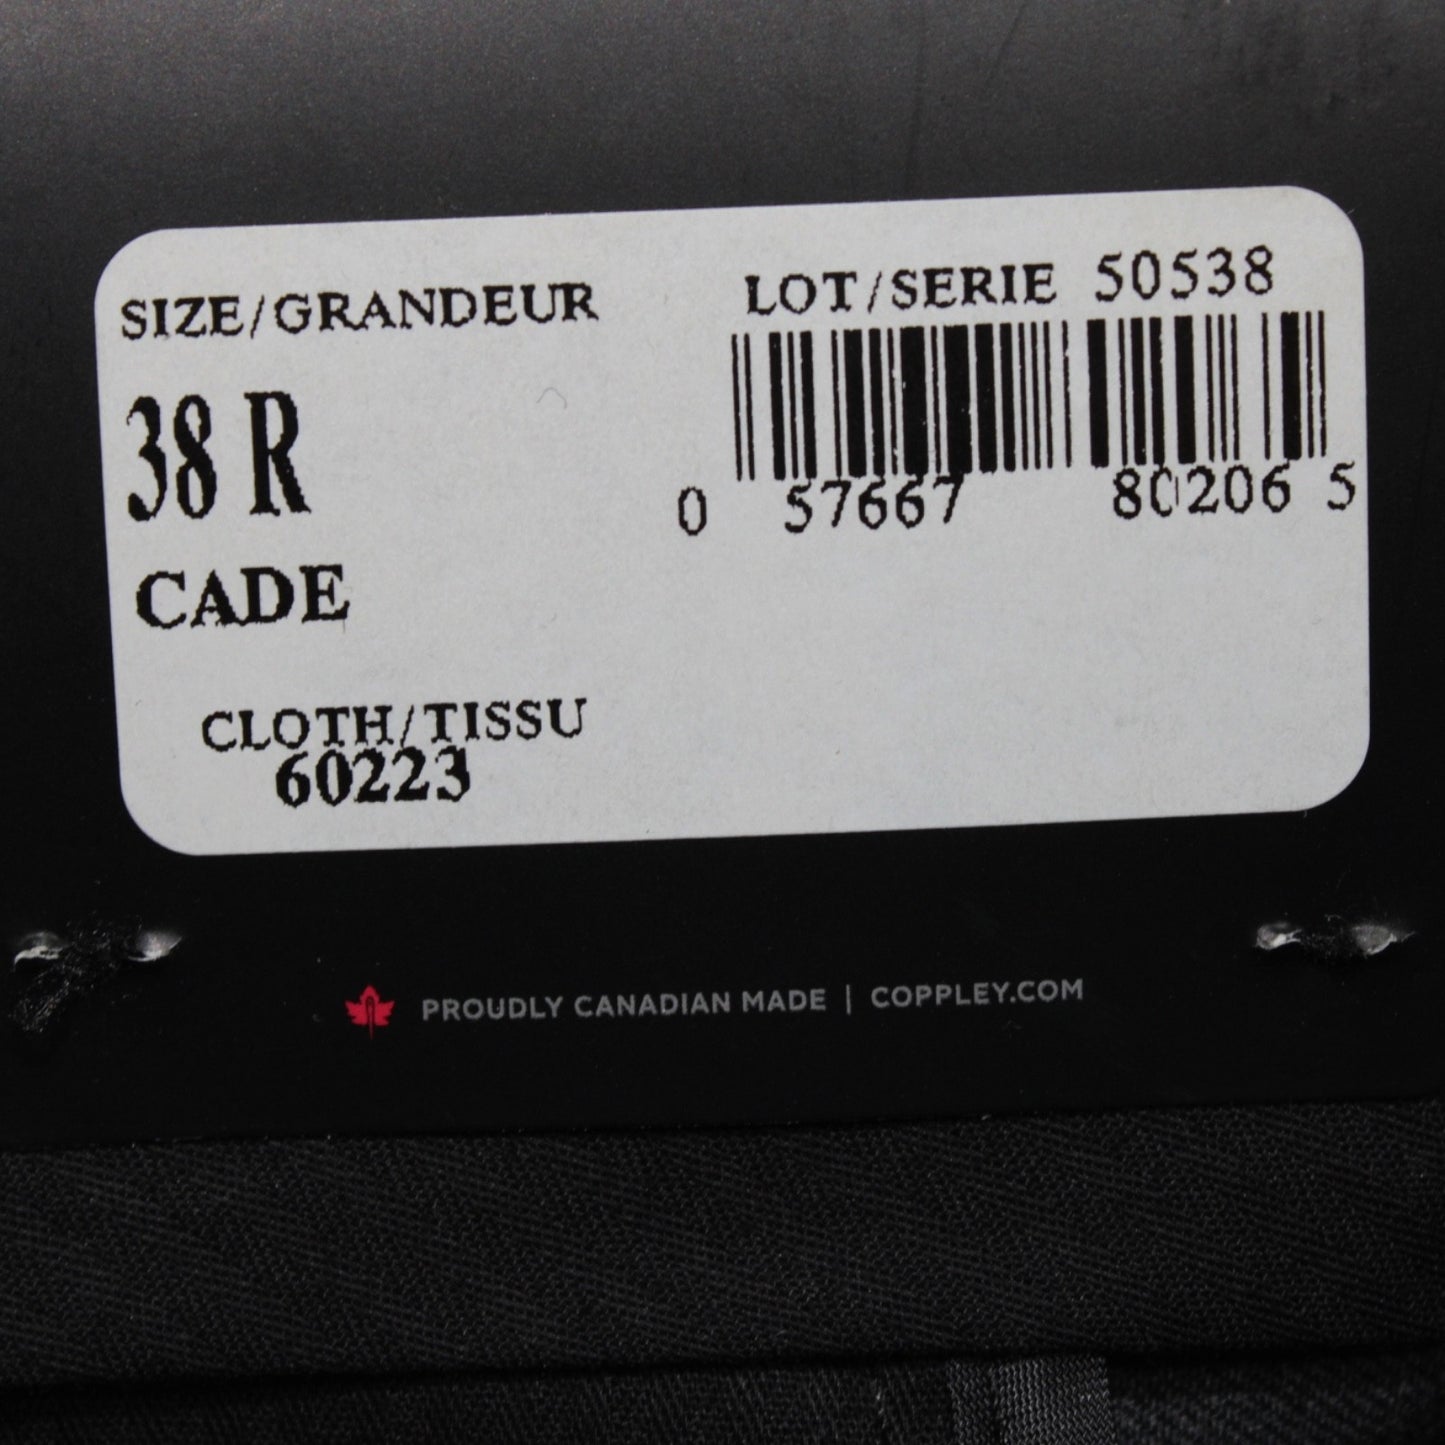 SIZE/GRANDEUR
38 R
CADE
CLOTH/TISSU
60223
LOT/SERIE 50538
0 57667 80206 5
PROUDLY CANADIAN MADE | COPPLEY.COM